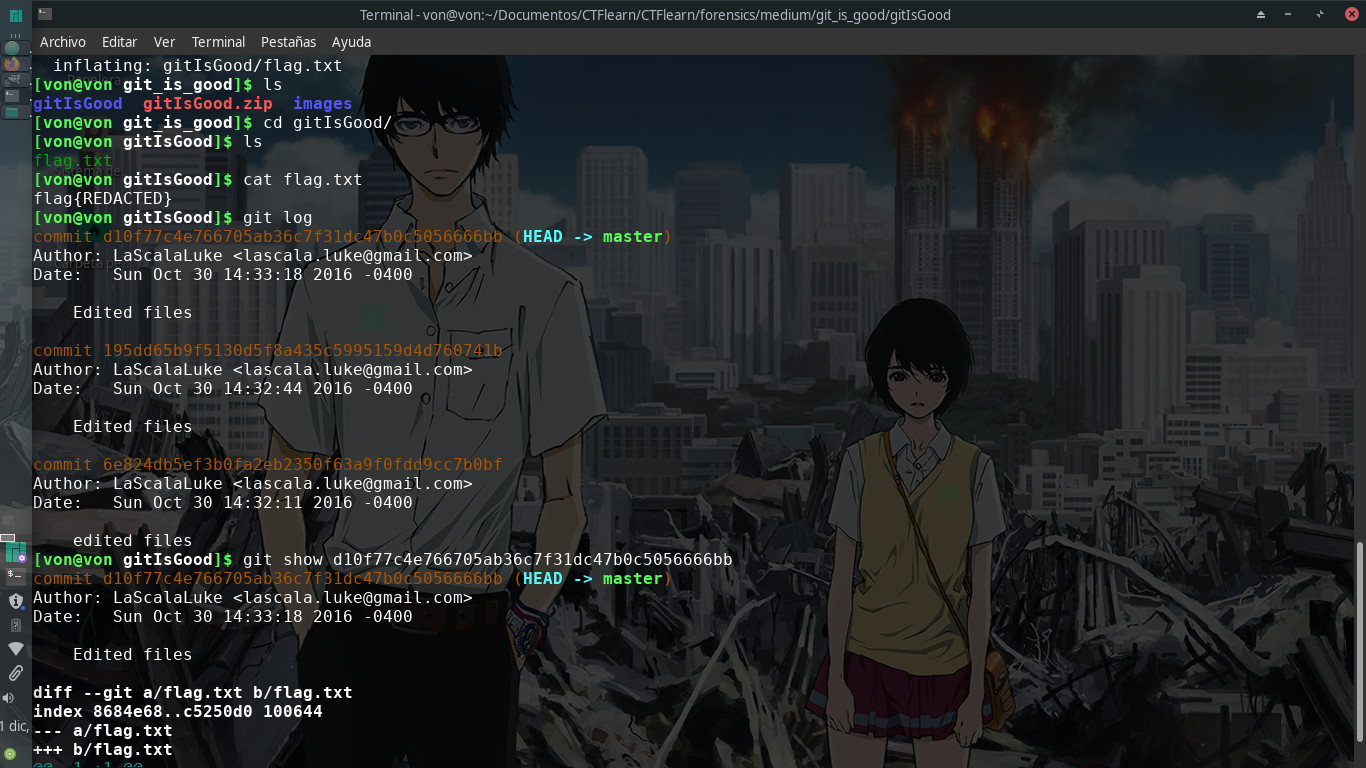 Terminal - von@von:~/Documentos/CTFlearn/CTFlearn/forensics/medium/git_is_good/gitIsGood
Archivo Editar Ver Terminal Pestañas Ayuda
inflating: gitIsGood/flag.txt
[von@von git_is_good]$ ls
gitIsGood gitIsGood.zip images
[von@von git_is_good]$ cd gitIsGood/
[von@von gitIsGood]$ ls
flag.txt
[von@von gitIsGood]$ cat flag.txt
flag{REDACTED}
[von@von gitIsGood]$ git log
commit d10f77c4e766705ab36c7f31dc47b0c5056666bb (HEAD -> master)
Author: LaScalaLuke <lascala.luke@gmail.com>
Date: Sun Oct 30 14:33:18 2016 -0400
Edited files
commit 195dd65b9f5130d5f8a435c5995159d4d760741b
Author: LaScalaLuke <lascala.luke@gmail.com>
Date: Sun Oct 30 14:32:44 2016 -0400
Edited files
commit 6e824db5ef3b0fa2eb2350f63a9f0fdd9cc7b0bf
Author: LaScalaLuke <lascala.luke@gmail.com>
Date: Sun Oct 30 14:32:11 2016 -0400
edited files
[von@von gitIsGood]$ git show d10f77c4e766705ab36c7f31dc47b0c5056666bb
commit d10f77c4e766705ab36c7f31dc47b0c5056666bb (HEAD -> master)
Author: LaScalaLuke <lascala.luke@gmail.com>
Date: Sun Oct 30 14:33:18 2016 -0400
Edited files
diff --git a/flag.txt b/flag.txt
index 8684e68..c5250d0 100644
--- a/flag.txt
+++ b/flag.txt
1 dic,